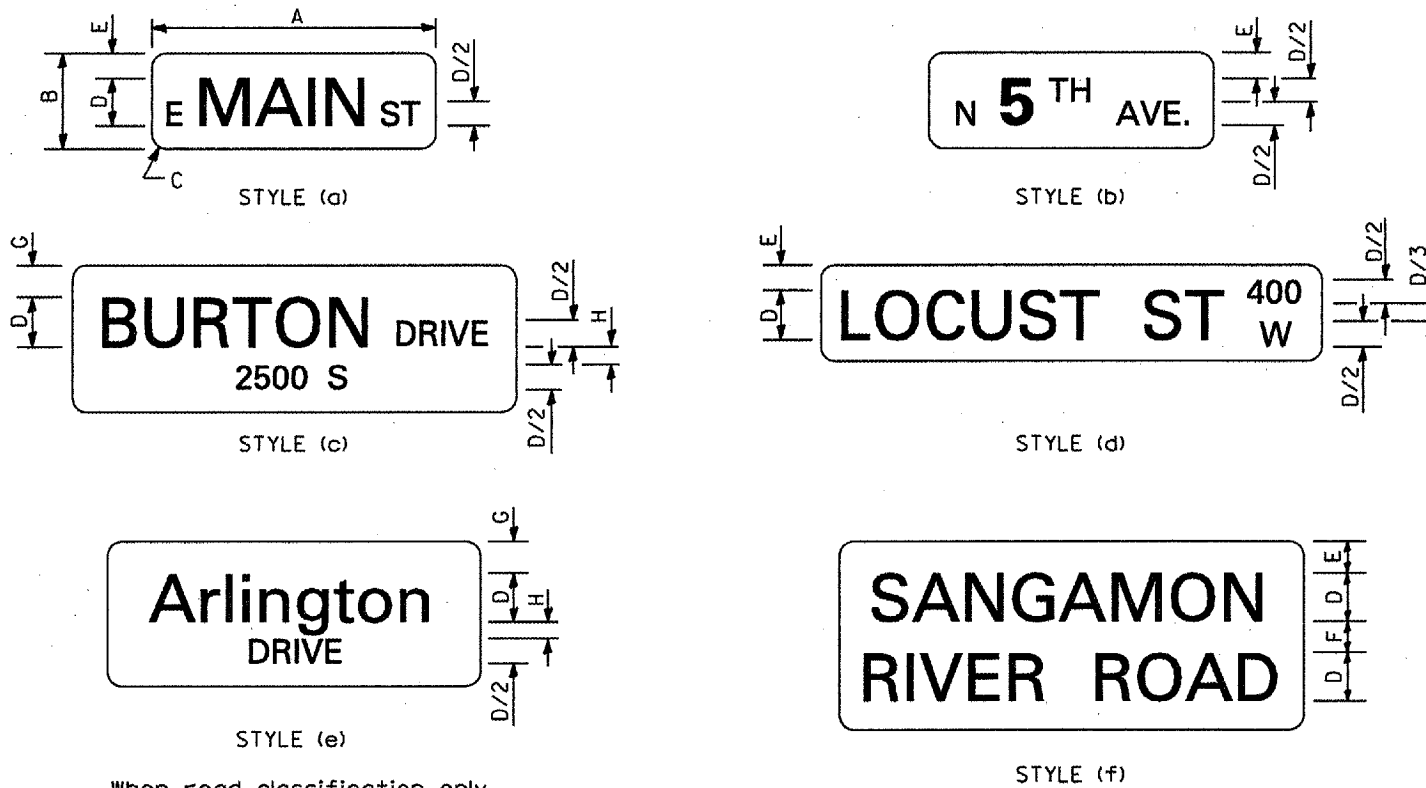 A
E
D/2
B
D
E MAIN ST
C
STYLE (a)
E
D/2
N 5 TH AVE.
D/2
STYLE (b)
G
D
BURTON DRIVE
2500 S
D/2
H
D/2
STYLE (c)
E
D
LOCUST ST 400
W
D/2
D/3
D/2
STYLE (d)
G
D
H
Arlington
DRIVE
D/2
STYLE (e)
E
D
F
D
SANGAMON
RIVER ROAD
STYLE (f)
When road classification only